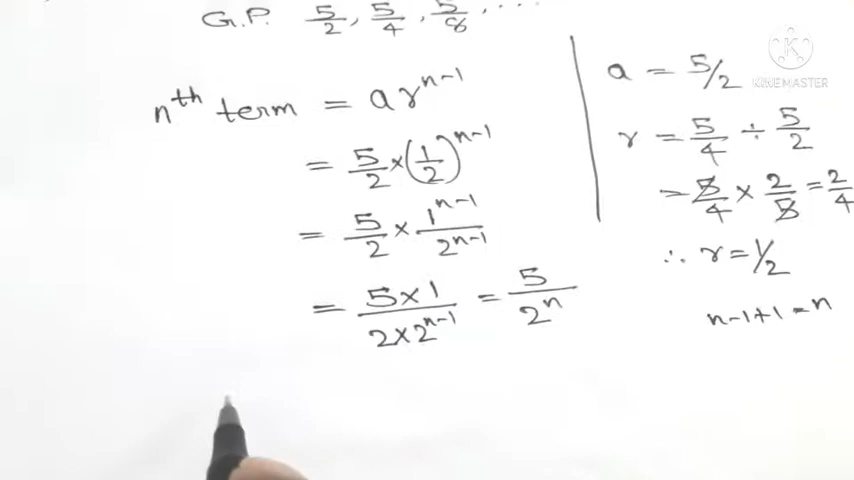 G.P. 5/2, 5/4, 5/8, ....
nth term = ar^(n-1)
= 5/2 × (1/2)^(n-1)
= 5/2 × 1^(n-1)/2^(n-1)
= (5×1)/(2×2^(n-1)) = 5/2^n
a = 5/2
r = 5/4 ÷ 5/2
= 5/4 × 2/5 = 2/4
∴ r = 1/2
n-1+1 = n
K
KINEMASTER